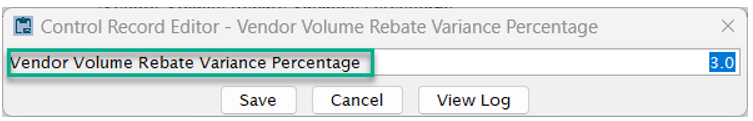 Control Record Editor - Vendor Volume Rebate Variance Percentage
Vendor Volume Rebate Variance Percentage 3.0
Save Cancel View Log